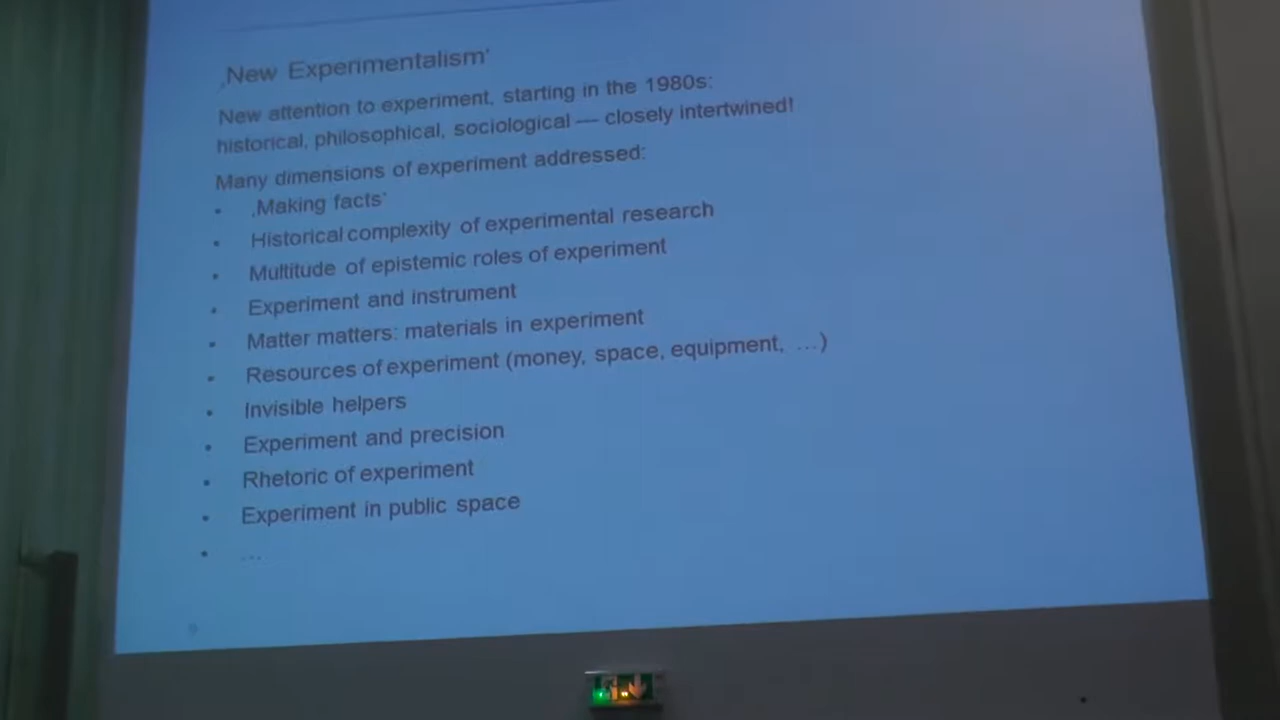 ‚New Experimentalism‘
New attention to experiment, starting in the 1980s:
historical, philosophical, sociological — closely intertwined!
Many dimensions of experiment addressed:
• ‚Making facts‘
• Historical complexity of experimental research
• Multitude of epistemic roles of experiment
• Experiment and instrument
• Matter matters: materials in experiment
• Resources of experiment (money, space, equipment, …)
• Invisible helpers
• Experiment and precision
• Rhetoric of experiment
• Experiment in public space
• …